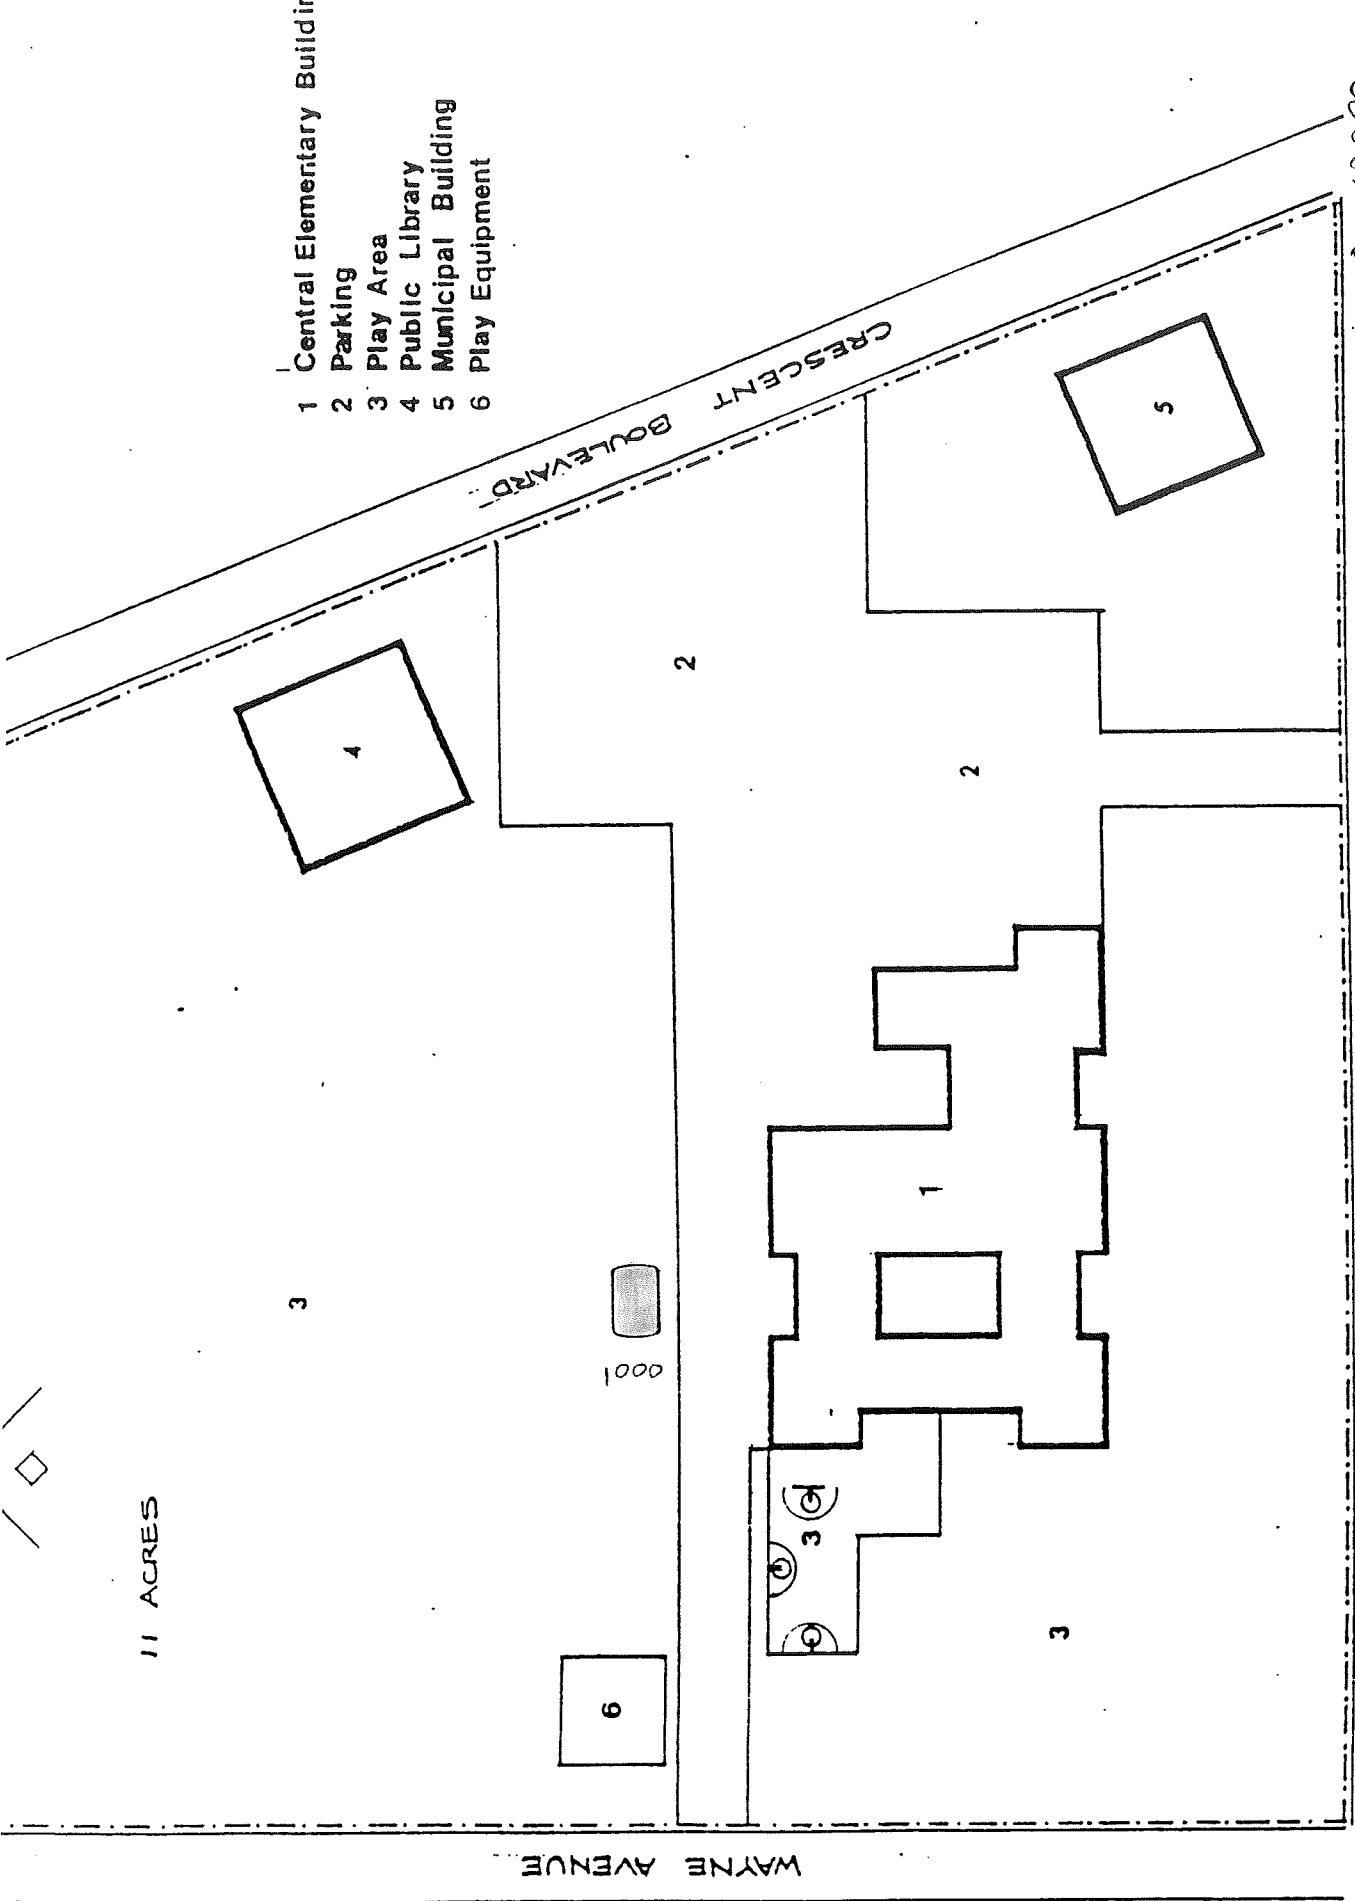 1 Central Elementary Buildin
2 Parking
3 Play Area
4 Public Library
5 Municipal Building
6 Play Equipment
CRESCENT BOULEVARD
4
5
2
2
3
1
1000
11 ACRES
3
3
6
WAYNE AVENUE